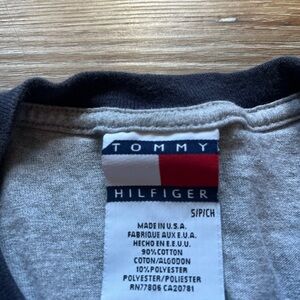 TOMMY
HILFIGER
S/P/CH
MADE IN U.S.A.
FABRIQUE AUX E.U.A.
HECHO EN E.E.U.U.
90% COTTON
COTON/ALGODON
10% POLYESTER
POLYESTER/POLIESTER
RN77806 CA20781